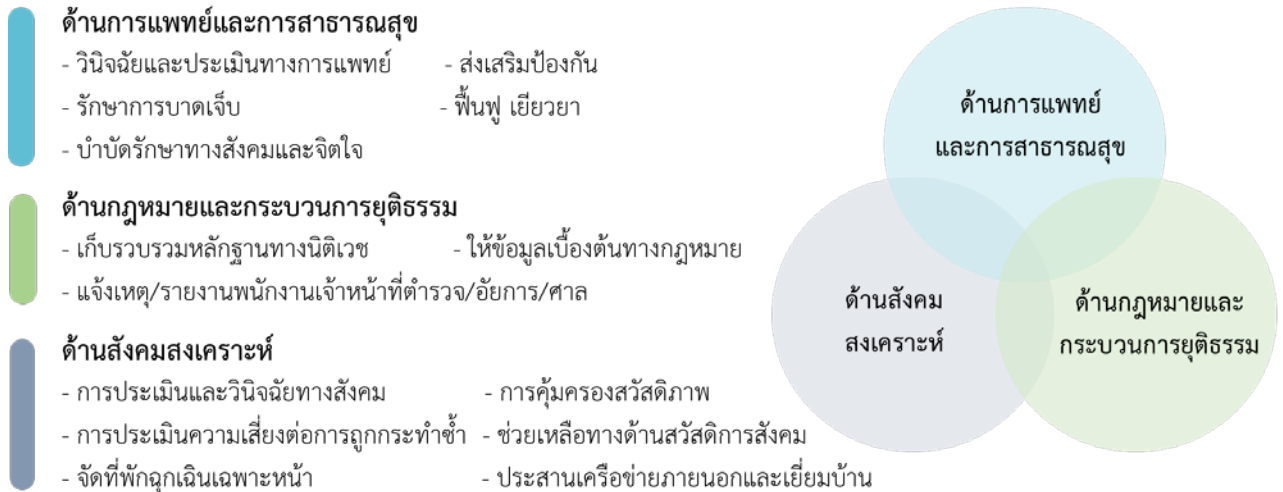 ด้านการแพทย์และการสาธารณสุข
- วินิจฉัยและประเมินทางการแพทย์ - ส่งเสริมป้องกัน
- รักษาการบาดเจ็บ - ฟื้นฟู เยียวยา
- บำบัดรักษาทางสังคมและจิตใจ
ด้านกฎหมายและกระบวนการยุติธรรม
- เก็บรวบรวมหลักฐานทางนิติเวช - ให้ข้อมูลเบื้องต้นทางกฎหมาย
- แจ้งเหตุ/รายงานพนักงานเจ้าหน้าที่ตำรวจ/อัยการ/ศาล
ด้านสังคมสงเคราะห์
- การประเมินและวินิจฉัยทางสังคม - การคุ้มครองสวัสดิภาพ
- การประเมินความเสี่ยงต่อการถูกกระทำซ้ำ - ช่วยเหลือทางด้านสวัสดิการสังคม
- จัดที่พักฉุกเฉินเฉพาะหน้า - ประสานเครือข่ายภายนอกและเยี่ยมบ้าน
ด้านการแพทย์
และการสาธารณสุข
ด้านสังคม
สงเคราะห์
ด้านกฎหมายและ
กระบวนการยุติธรรม